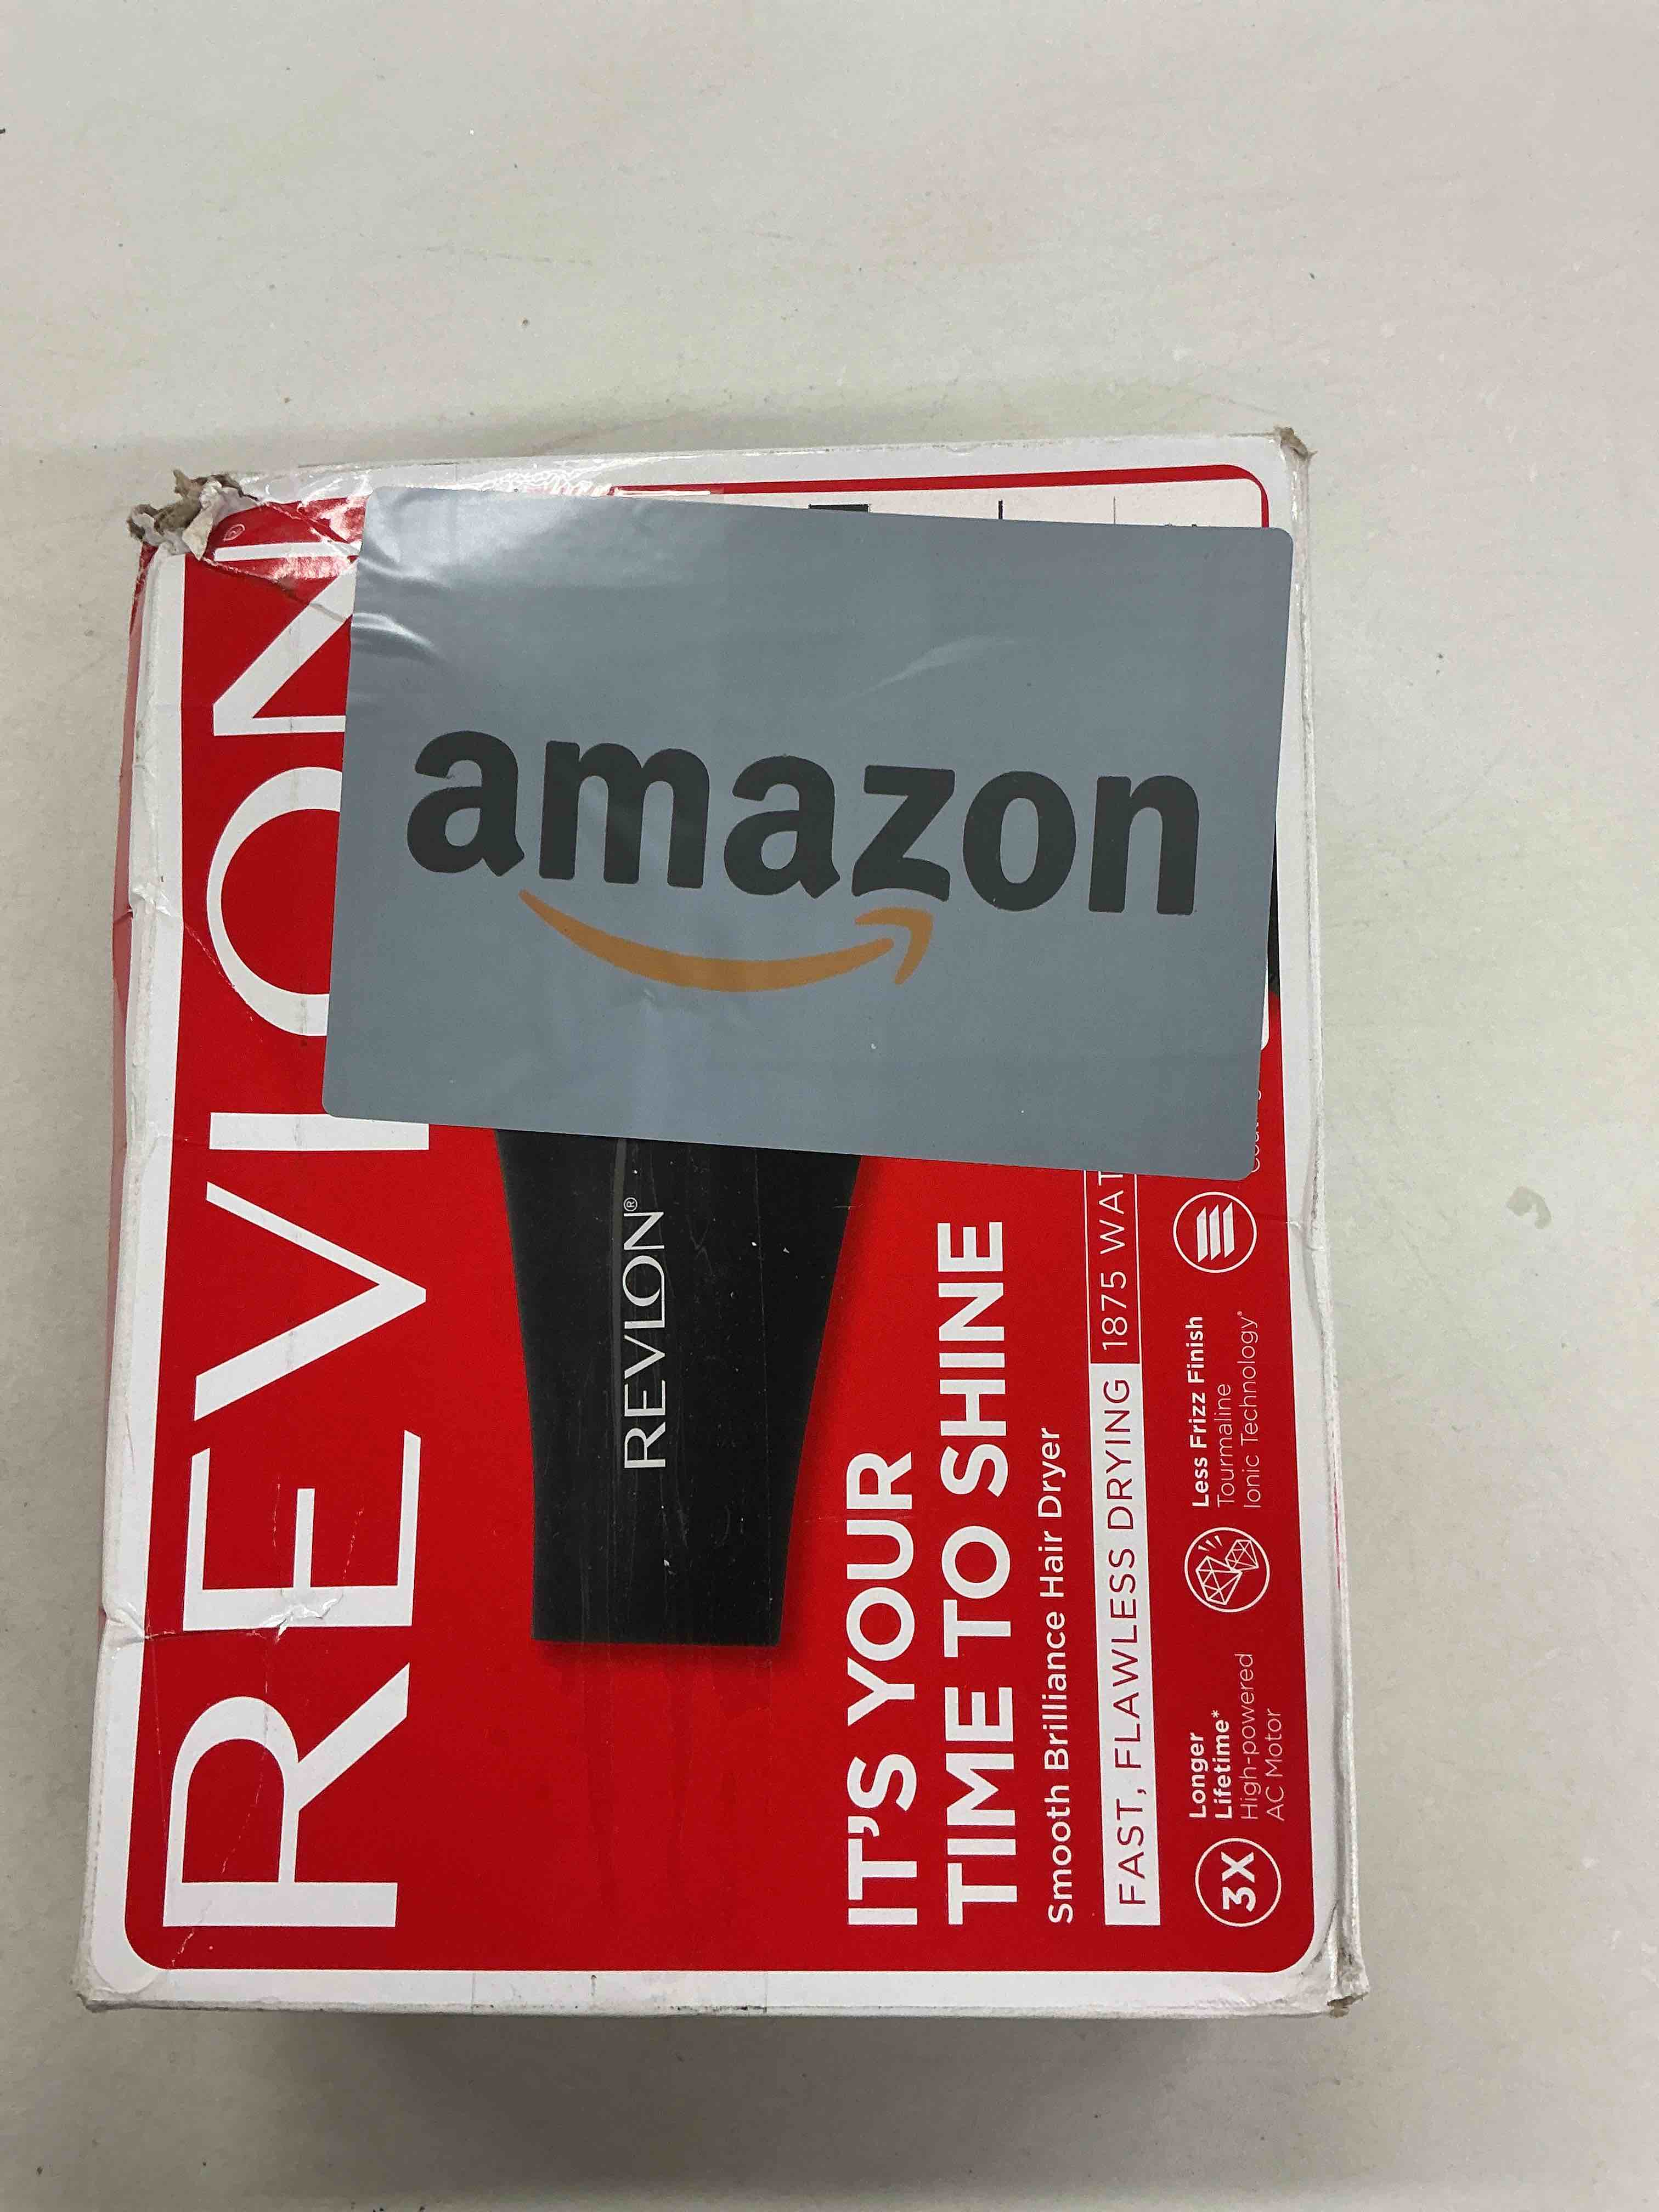 REVLON
amazon
REVLON®
IT'S YOUR
TIME TO SHINE
Smooth Brilliance Hair Dryer
FAST, FLAWLESS DRYING 1875 WAT
3X
Longer
Lifetime*
High-powered
AC Motor
Less Frizz Finish
Tourmaline
Ionic Technology*